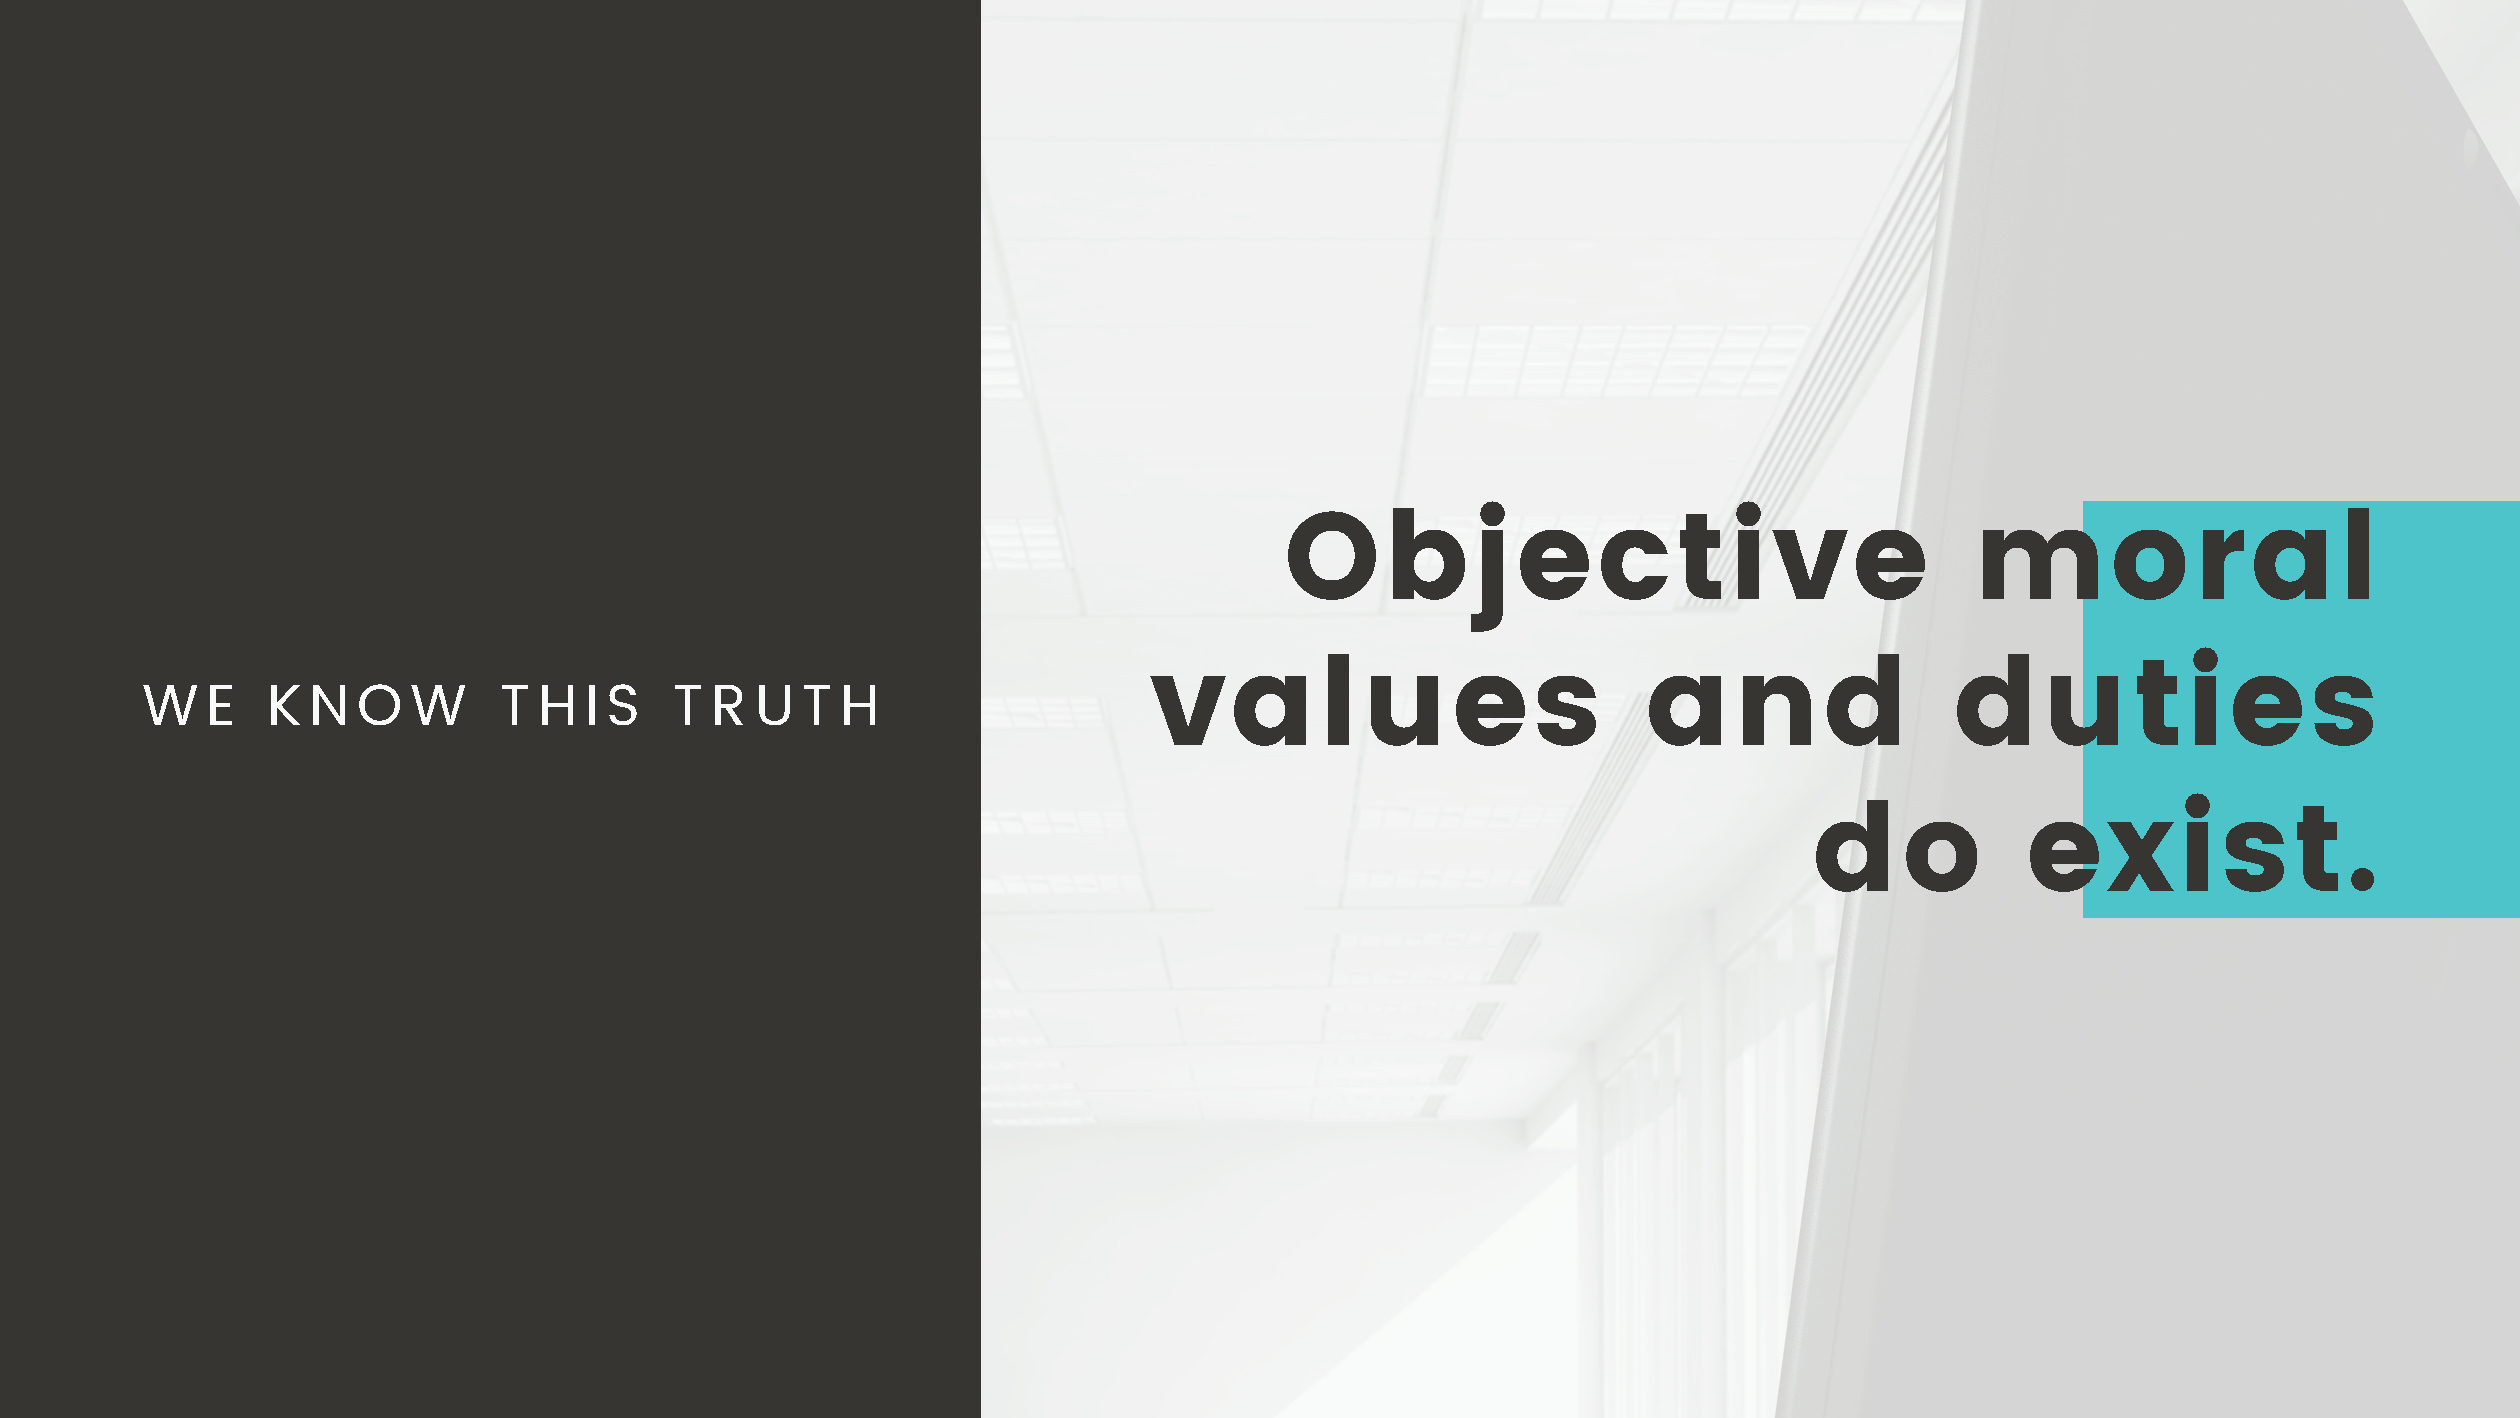 WE KNOW THIS TRUTH
Objective moral
values and duties
do exist.